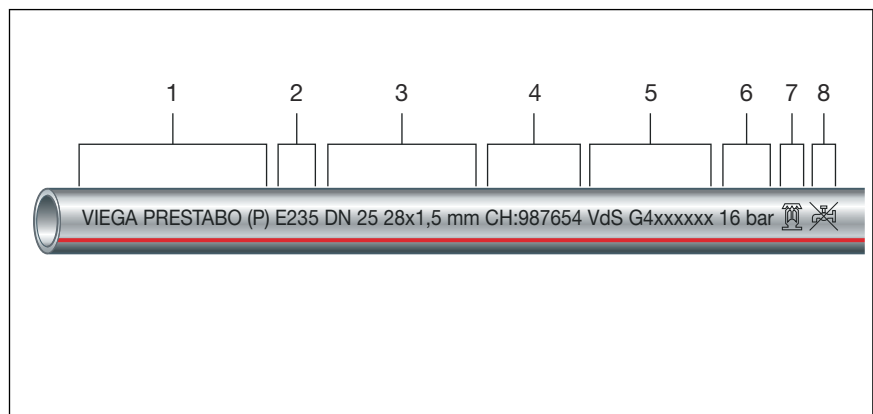 1 2 3 4 5 6 7 8
VIEGA PRESTABO (P) E235 DN 25 28x1,5 mm CH:987654 VdS G4xxxxxx 16 bar